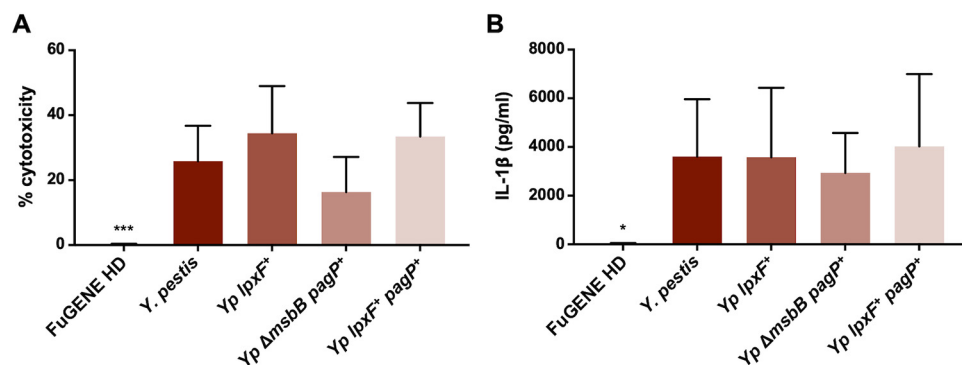 A
% cytotoxicity
60
40
20
0
***
FuGENE HD
Y. pestis
Yp lpxF+
Yp ΔmsbB pagP+
Yp lpxF+ pagP+
B
IL-1β (pg/ml)
8000
6000
4000
2000
0
*
FuGENE HD
Y. pestis
Yp lpxF+
Yp ΔmsbB pagP+
Yp lpxF+ pagP+